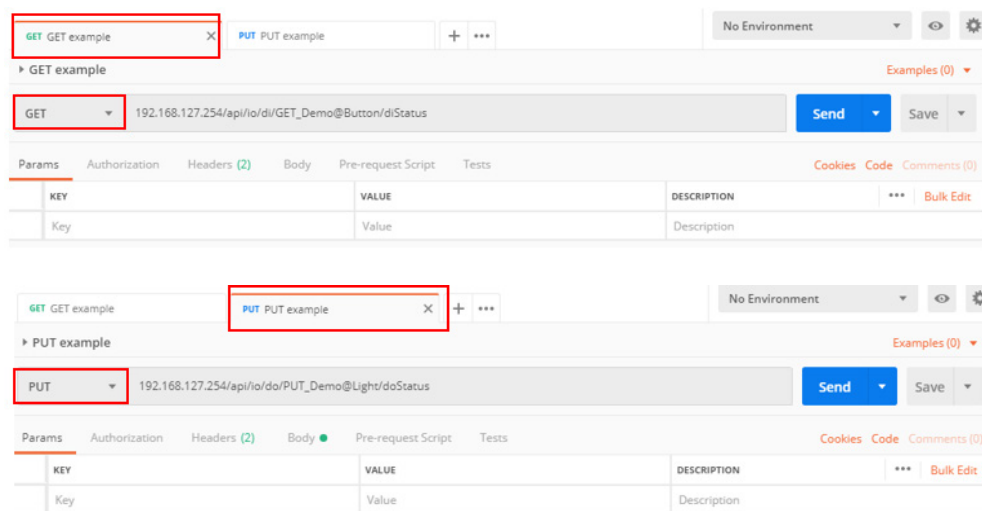 GET GET example PUT PUT example No Environment
GET example Examples (0)
GET 192.168.127.254/api/io/di/GET_Demo@Button/diStatus Send Save
Params Authorization Headers (2) Body Pre-request Script Tests Cookies Code Comments (0)
KEY VALUE DESCRIPTION Bulk Edit
Key Value Description
GET GET example PUT PUT example No Environment
PUT example Examples (0)
PUT 192.168.127.254/api/io/do/PUT_Demo@Light/doStatus Send Save
Params Authorization Headers (2) Body Pre-request Script Tests Cookies Code Comments (0)
KEY VALUE DESCRIPTION Bulk Edit
Key Value Description